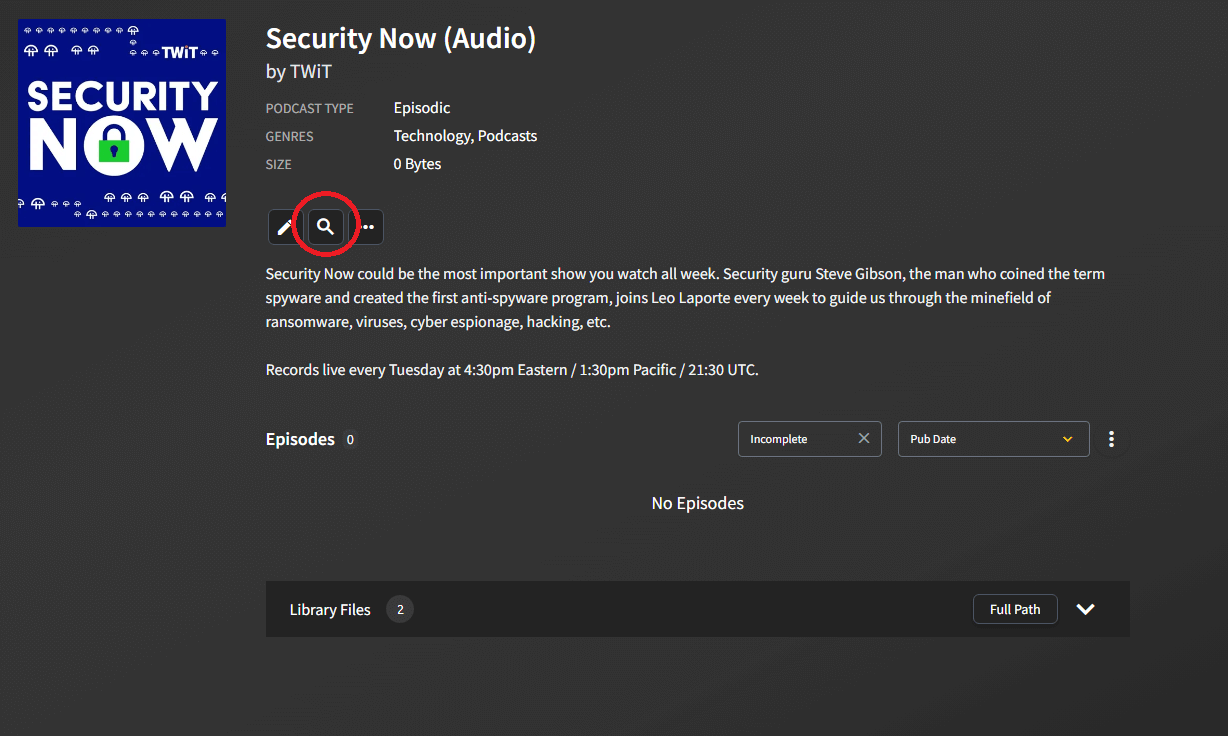 TWiT
SECURITY
NOW
Security Now (Audio)
by TWiT
PODCAST TYPE Episodic
GENRES Technology, Podcasts
SIZE 0 Bytes
Security Now could be the most important show you watch all week. Security guru Steve Gibson, the man who coined the term
spyware and created the first anti-spyware program, joins Leo Laporte every week to guide us through the minefield of
ransomware, viruses, cyber espionage, hacking, etc.
Records live every Tuesday at 4:30pm Eastern / 1:30pm Pacific / 21:30 UTC.
Episodes 0 Incomplete Pub Date
No Episodes
Library Files 2 Full Path